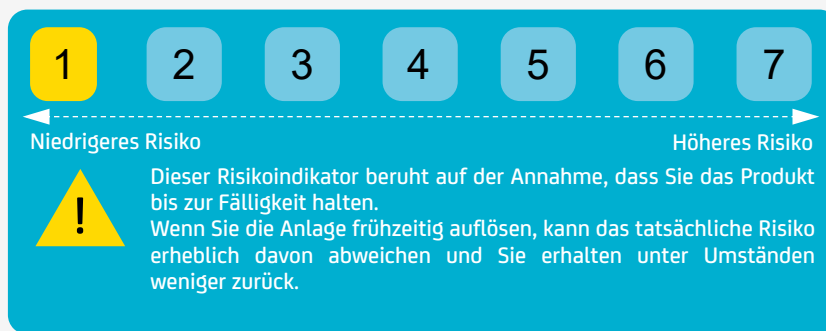 1 2 3 4 5 6 7
Niedrigeres Risiko Höheres Risiko
!
Dieser Risikoindikator beruht auf der Annahme, dass Sie das Produkt
bis zur Fälligkeit halten.
Wenn Sie die Anlage frühzeitig auflösen, kann das tatsächliche Risiko
erheblich davon abweichen und Sie erhalten unter Umständen
weniger zurück.